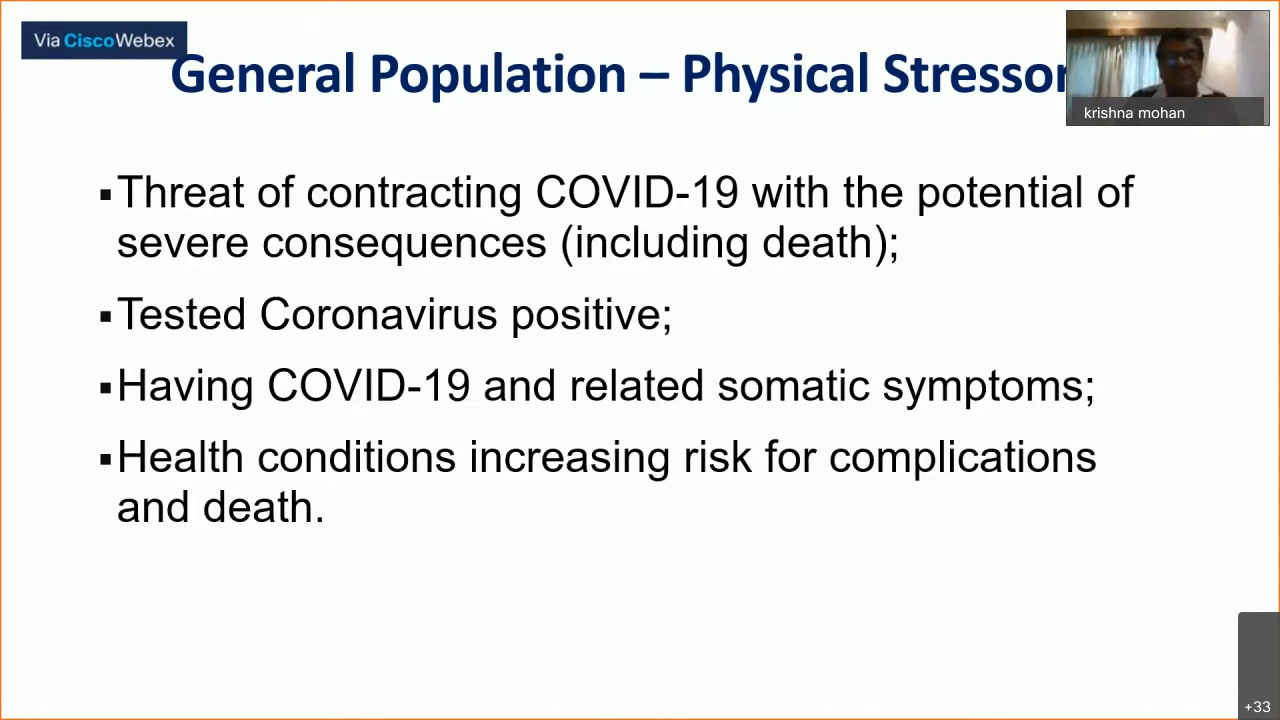 Via CiscoWebex
General Population – Physical Stressor
krishna mohan
▪Threat of contracting COVID-19 with the potential of
severe consequences (including death);
▪Tested Coronavirus positive;
▪Having COVID-19 and related somatic symptoms;
▪Health conditions increasing risk for complications
and death.
+33